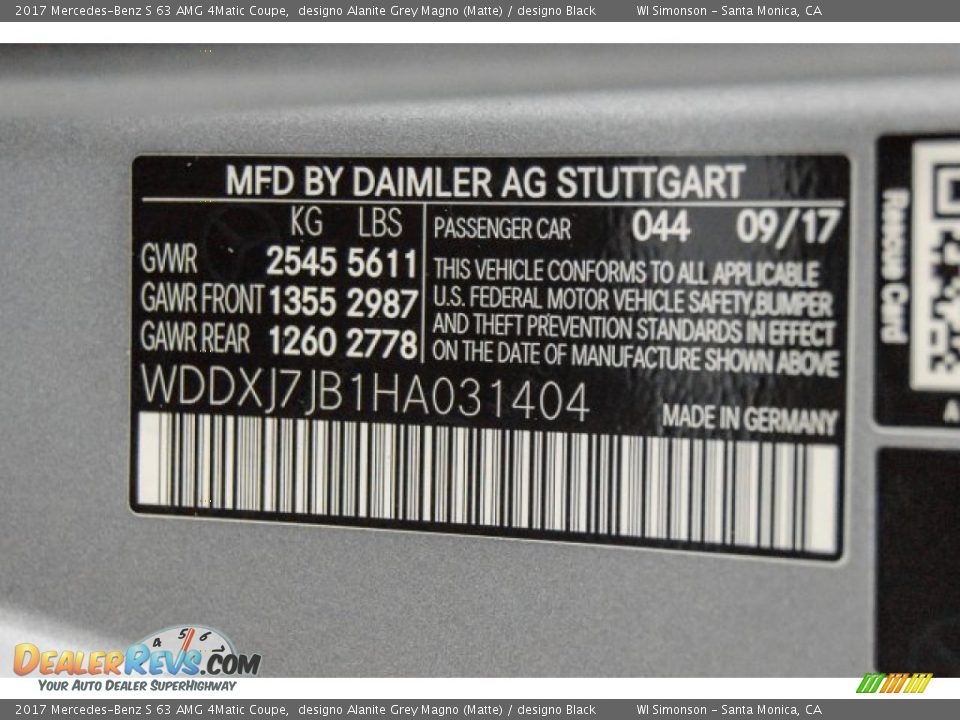 2017 Mercedes-Benz S 63 AMG 4Matic Coupe, designo Alanite Grey Magno (Matte) / designo Black WI Simonson - Santa Monica, CA
MFD BY DAIMLER AG STUTTGART
KG LBS
GVWR 2545 5611
GAWR FRONT 1355 2987
GAWR REAR 1260 2778
PASSENGER CAR 044 09/17
THIS VEHICLE CONFORMS TO ALL APPLICABLE
U.S. FEDERAL MOTOR VEHICLE SAFETY, BUMPER
AND THEFT PREVENTION STANDARDS IN EFFECT
ON THE DATE OF MANUFACTURE SHOWN ABOVE
WDDXJ7JB1HA031404
MADE IN GERMANY
Rescue Card
A
4 5 6 7
DealerRevs.com
Your Auto Dealer SuperHighway
2017 Mercedes-Benz S 63 AMG 4Matic Coupe, designo Alanite Grey Magno (Matte) / designo Black WI Simonson - Santa Monica, CA